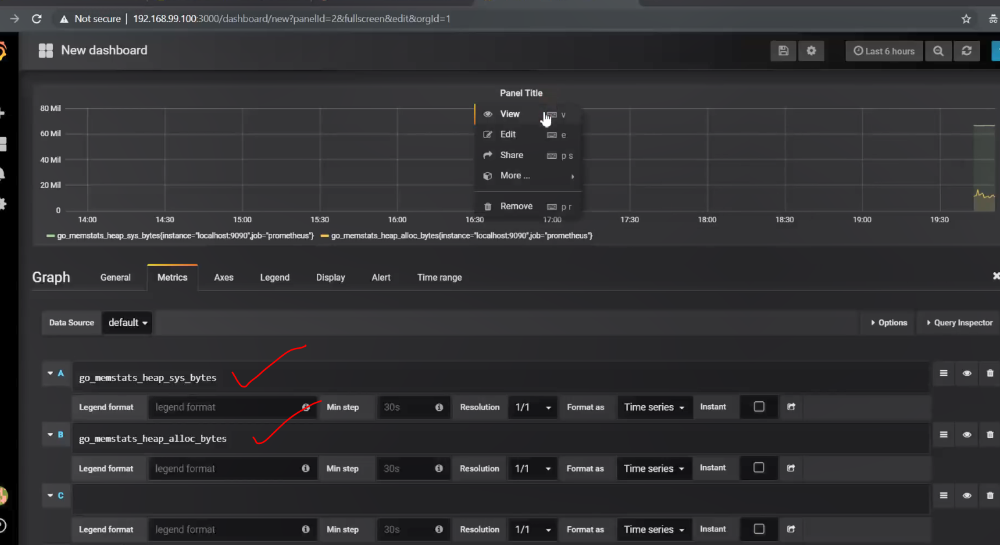 Not secure | 192.168.99.100:3000/dashboard/new?panelId=2&fullscreen&edit&orgId=1
New dashboard
Last 6 hours
Panel Title
View v
Edit e
Share p s
More ...
Remove p r
80 Mil
60 Mil
40 Mil
20 Mil
0
14:00 14:30 15:00 15:30 16:00 16:30 17:00 17:30 18:00 18:30 19:00 19:30
go_memstats_heap_sys_bytes{instance="localhost:9090",job="prometheus"} go_memstats_heap_alloc_bytes{instance="localhost:9090",job="prometheus"}
Graph General Metrics Axes Legend Display Alert Time range
Data Source default Options Query Inspector
A go_memstats_heap_sys_bytes
Legend format legend format Min step 30s Resolution 1/1 Format as Time series Instant
B go_memstats_heap_alloc_bytes
Legend format legend format Min step 30s Resolution 1/1 Format as Time series Instant
C
Legend format legend format Min step 30s Resolution 1/1 Format as Time series Instant